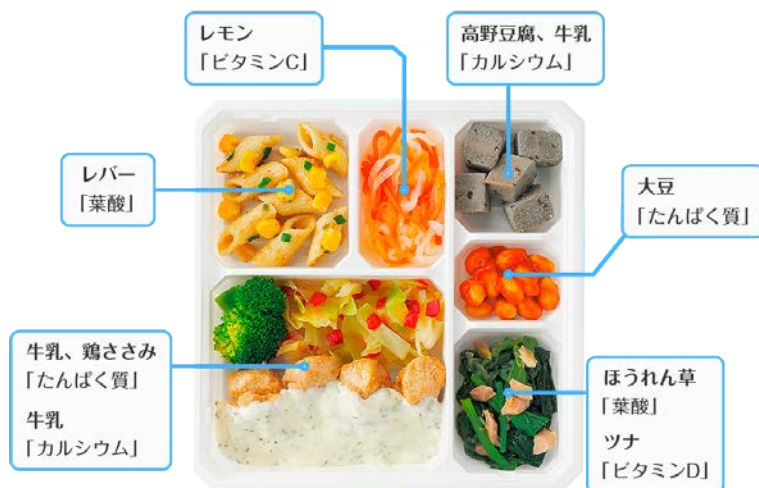 レモン
「ビタミンC」
高野豆腐、牛乳
「カルシウム」
レバー
「葉酸」
大豆
「たんぱく質」
牛乳、鶏ささみ
「たんぱく質」
牛乳
「カルシウム」
ほうれん草
「葉酸」
ツナ
「ビタミンD」